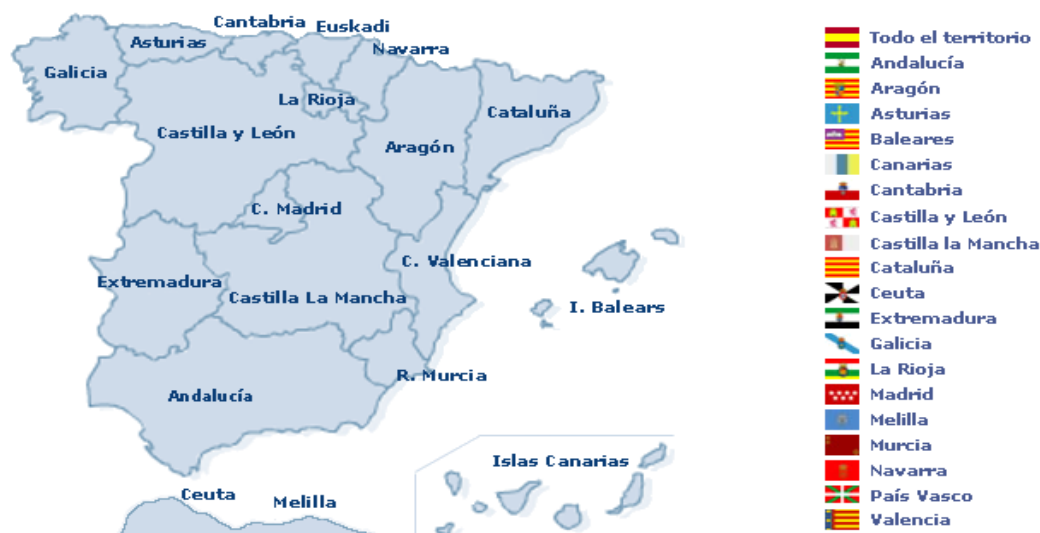 Cantabria
Euskadi
Asturias
Navarra
Galicia
La Rioja
Cataluña
Castilla y León
Aragón
C. Madrid
C. Valenciana
Extremadura
Castilla La Mancha
I. Balears
R. Murcia
Andalucía
Islas Canarias
Ceuta
Melilla
Todo el territorio
Andalucía
Aragón
Asturias
Baleares
Canarias
Cantabria
Castilla y León
Castilla la Mancha
Cataluña
Ceuta
Extremadura
Galicia
La Rioja
Madrid
Melilla
Murcia
Navarra
País Vasco
Valencia